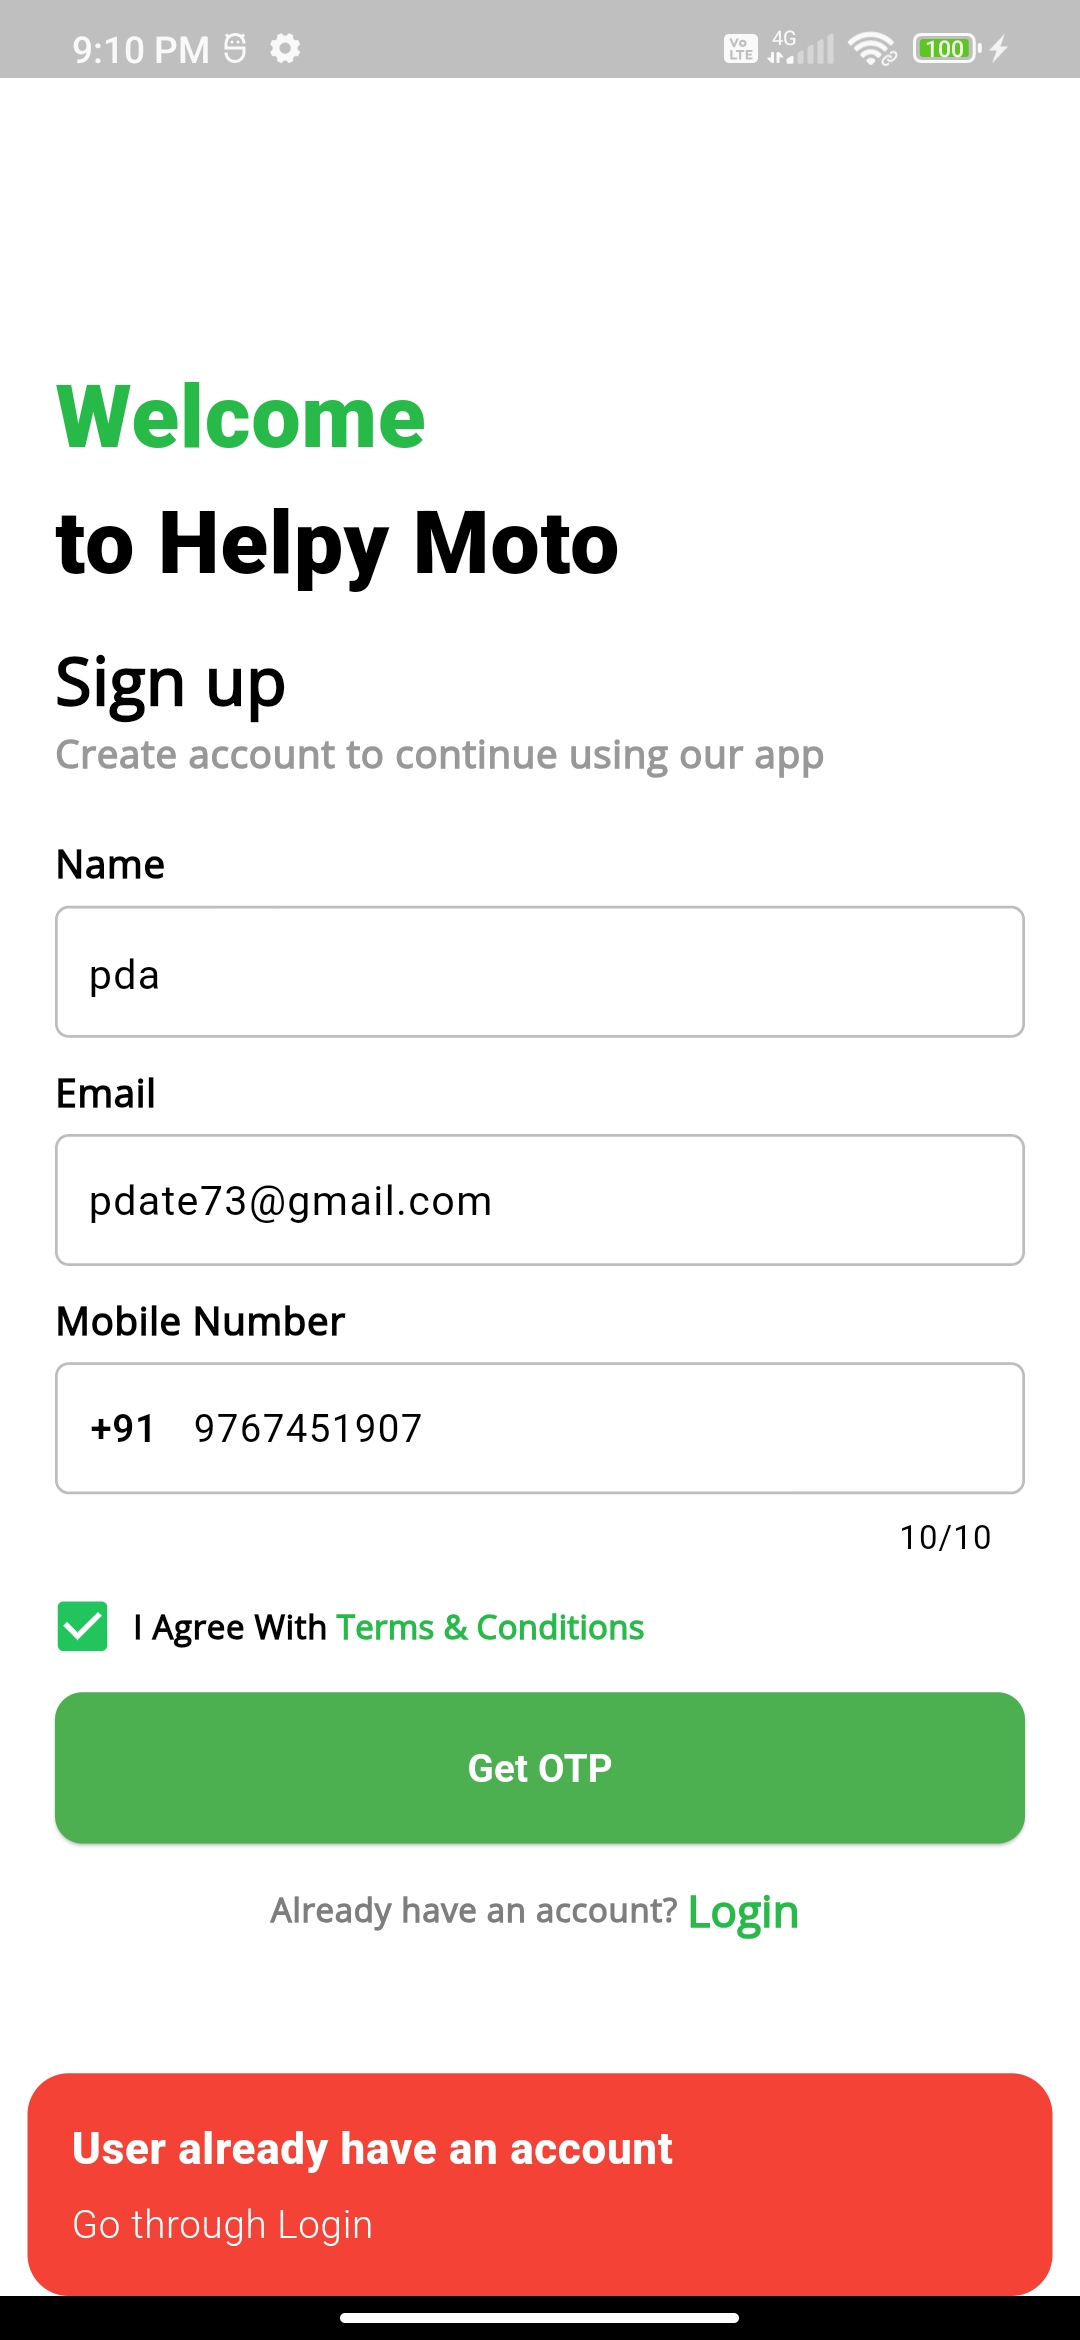 9:10 PM
Vo LTE 4G 100
Welcome
to Helpy Moto
Sign up
Create account to continue using our app
Name
pda
Email
pdate73@gmail.com
Mobile Number
+91 9767451907
10/10
I Agree With Terms & Conditions
Get OTP
Already have an account? Login
User already have an account
Go through Login